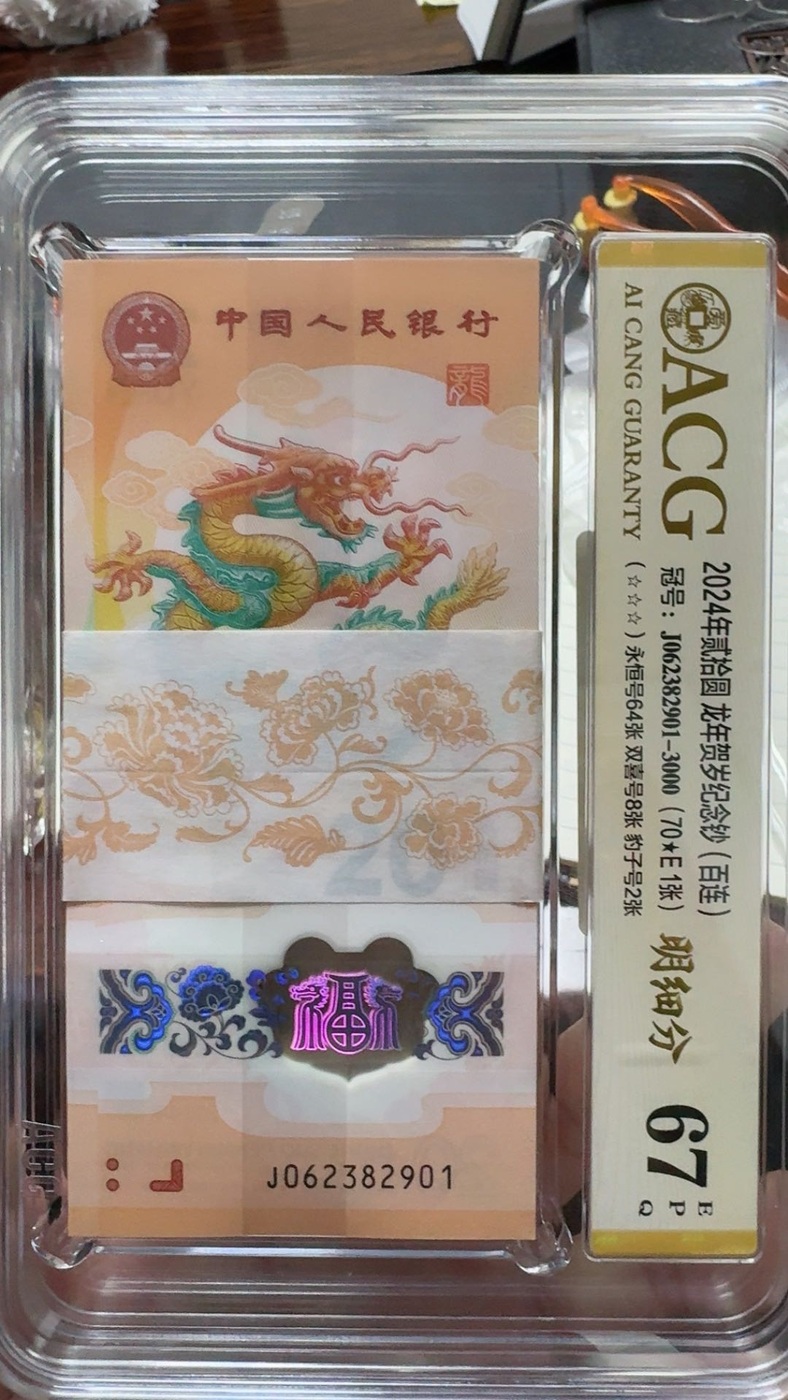 中国人民银行
龍
福
J062382901
ACG
AI CANG GUARANTY
2024年贰拾圆 龙年贺岁纪念钞（百连）
冠号：J062382901-3000（70★E 1张）
（☆☆☆）永恒号64张 双喜号8张 豹子号2张
明细分
67
E
P
Q